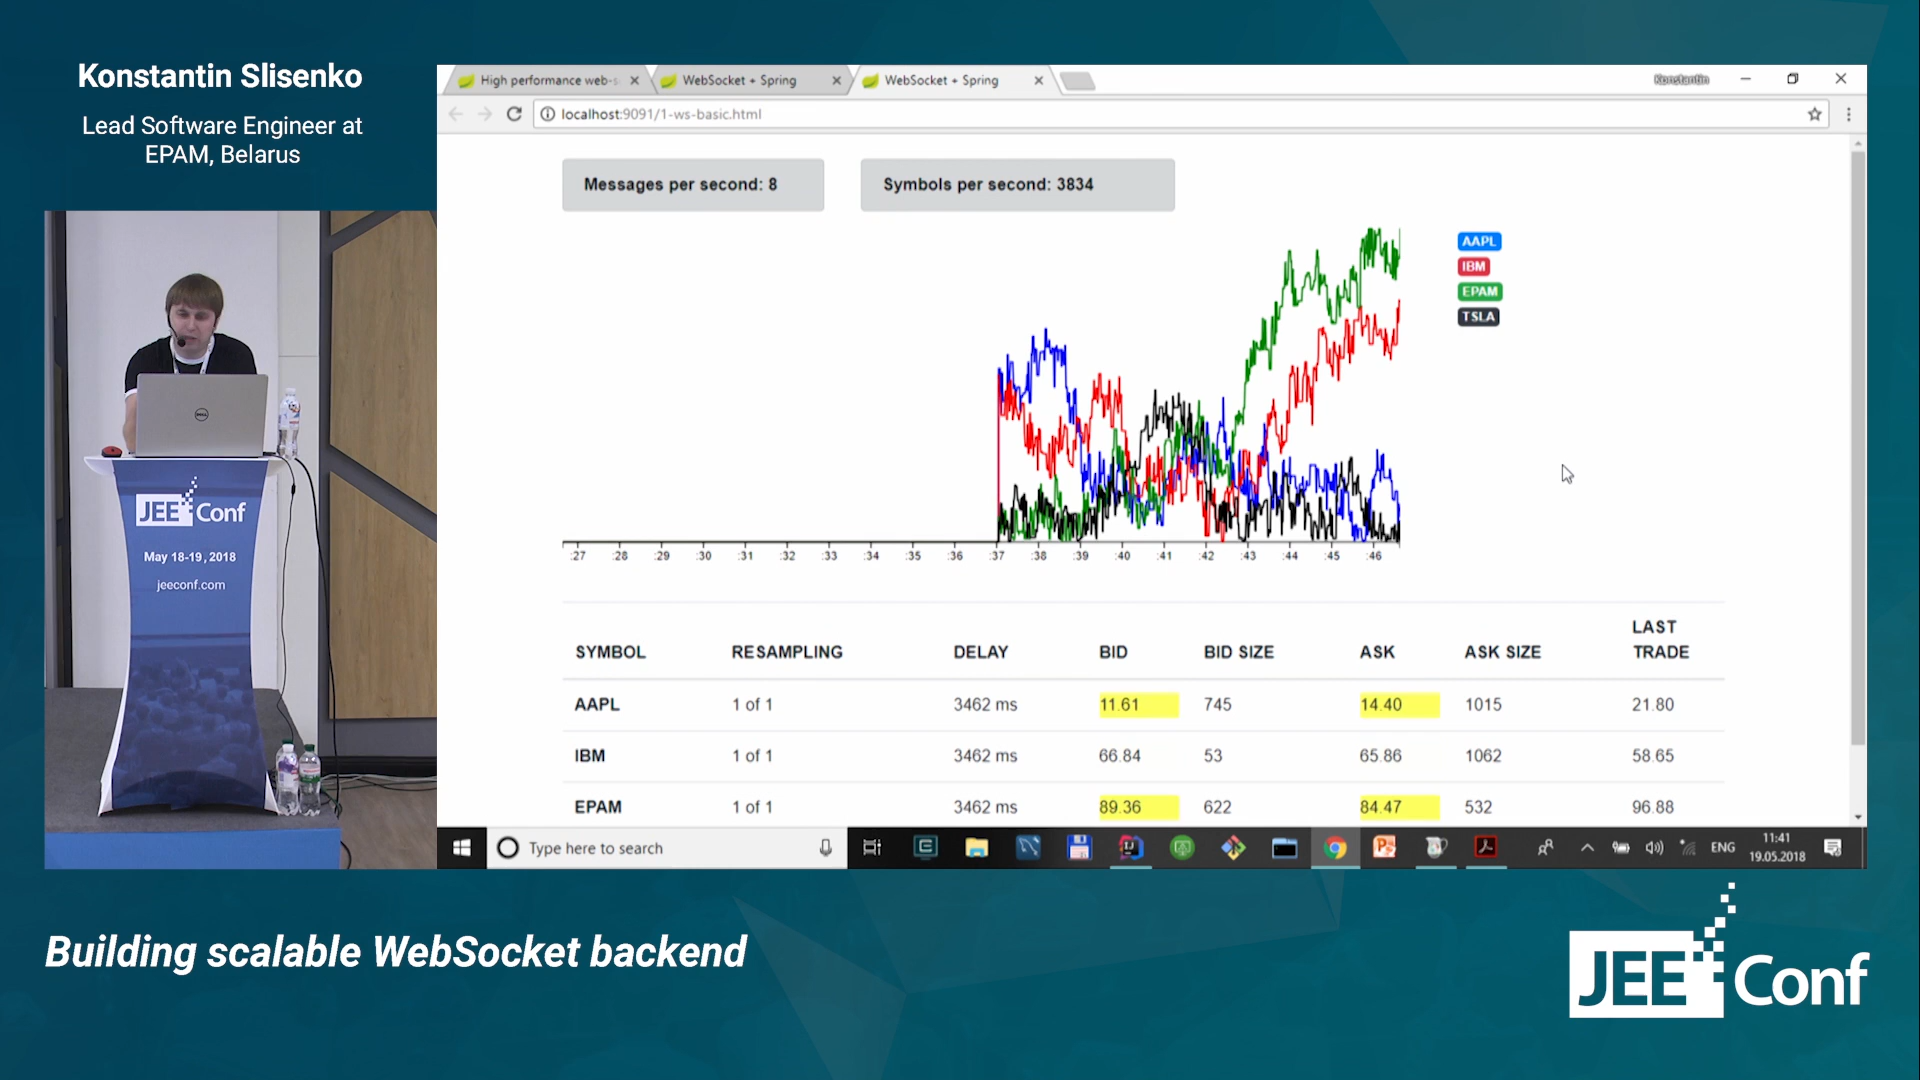 Konstantin Slisenko
Lead Software Engineer at
EPAM, Belarus
High performance web-s
WebSocket + Spring
WebSocket + Spring
Konstantin
localhost:9091/1-ws-basic.html
Messages per second: 8
Symbols per second: 3834
AAPL
IBM
EPAM
TSLA
:27 :28 :29 :30 :31 :32 :33 :34 :35 :36 :37 :38 :39 :40 :41 :42 :43 :44 :45 :46
SYMBOL RESAMPLING DELAY BID BID SIZE ASK ASK SIZE LAST TRADE
AAPL 1 of 1 3462 ms 11.61 745 14.40 1015 21.80
IBM 1 of 1 3462 ms 66.84 53 65.86 1062 58.65
EPAM 1 of 1 3462 ms 89.36 622 84.47 532 96.88
Type here to search
ENG
11:41
19.05.2018
DELL
JEE Conf
May 18-19, 2018
jeeconf.com
Building scalable WebSocket backend
JEE Conf